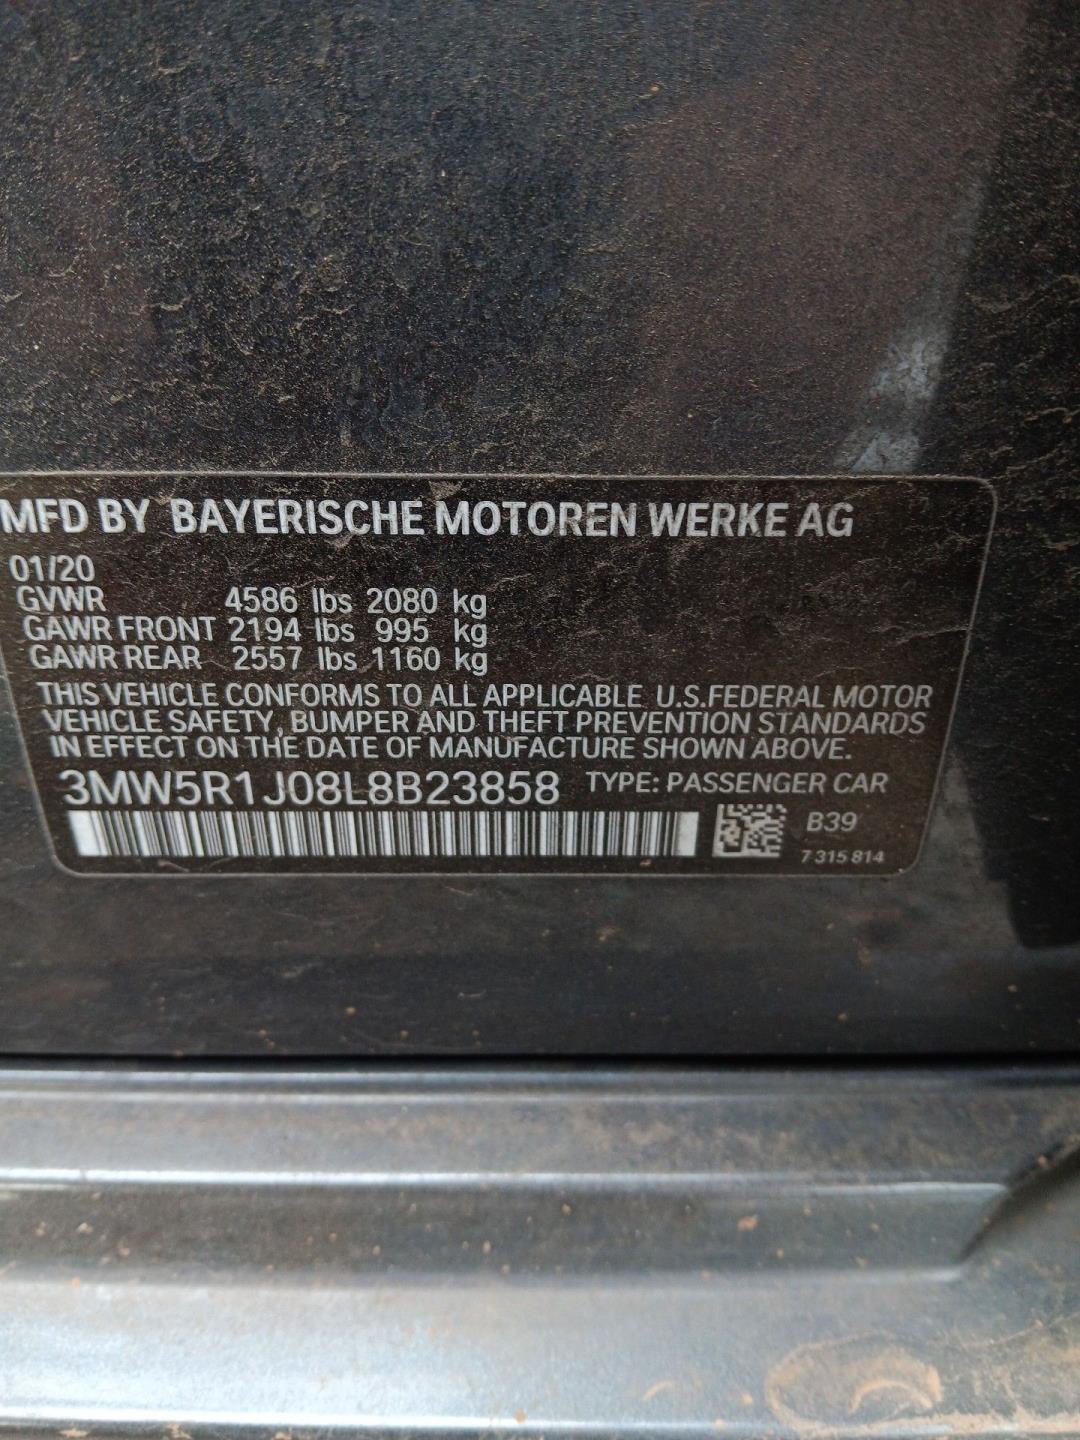 MFD BY BAYERISCHE MOTOREN WERKE AG
01/20
GVWR 4586 lbs 2080 kg
GAWR FRONT 2194 lbs 995 kg
GAWR REAR 2557 lbs 1160 kg
THIS VEHICLE CONFORMS TO ALL APPLICABLE U.S.FEDERAL MOTOR
VEHICLE SAFETY, BUMPER AND THEFT PREVENTION STANDARDS
IN EFFECT ON THE DATE OF MANUFACTURE SHOWN ABOVE.
3MW5R1J08L8B23858 TYPE: PASSENGER CAR
B39
7 315 814